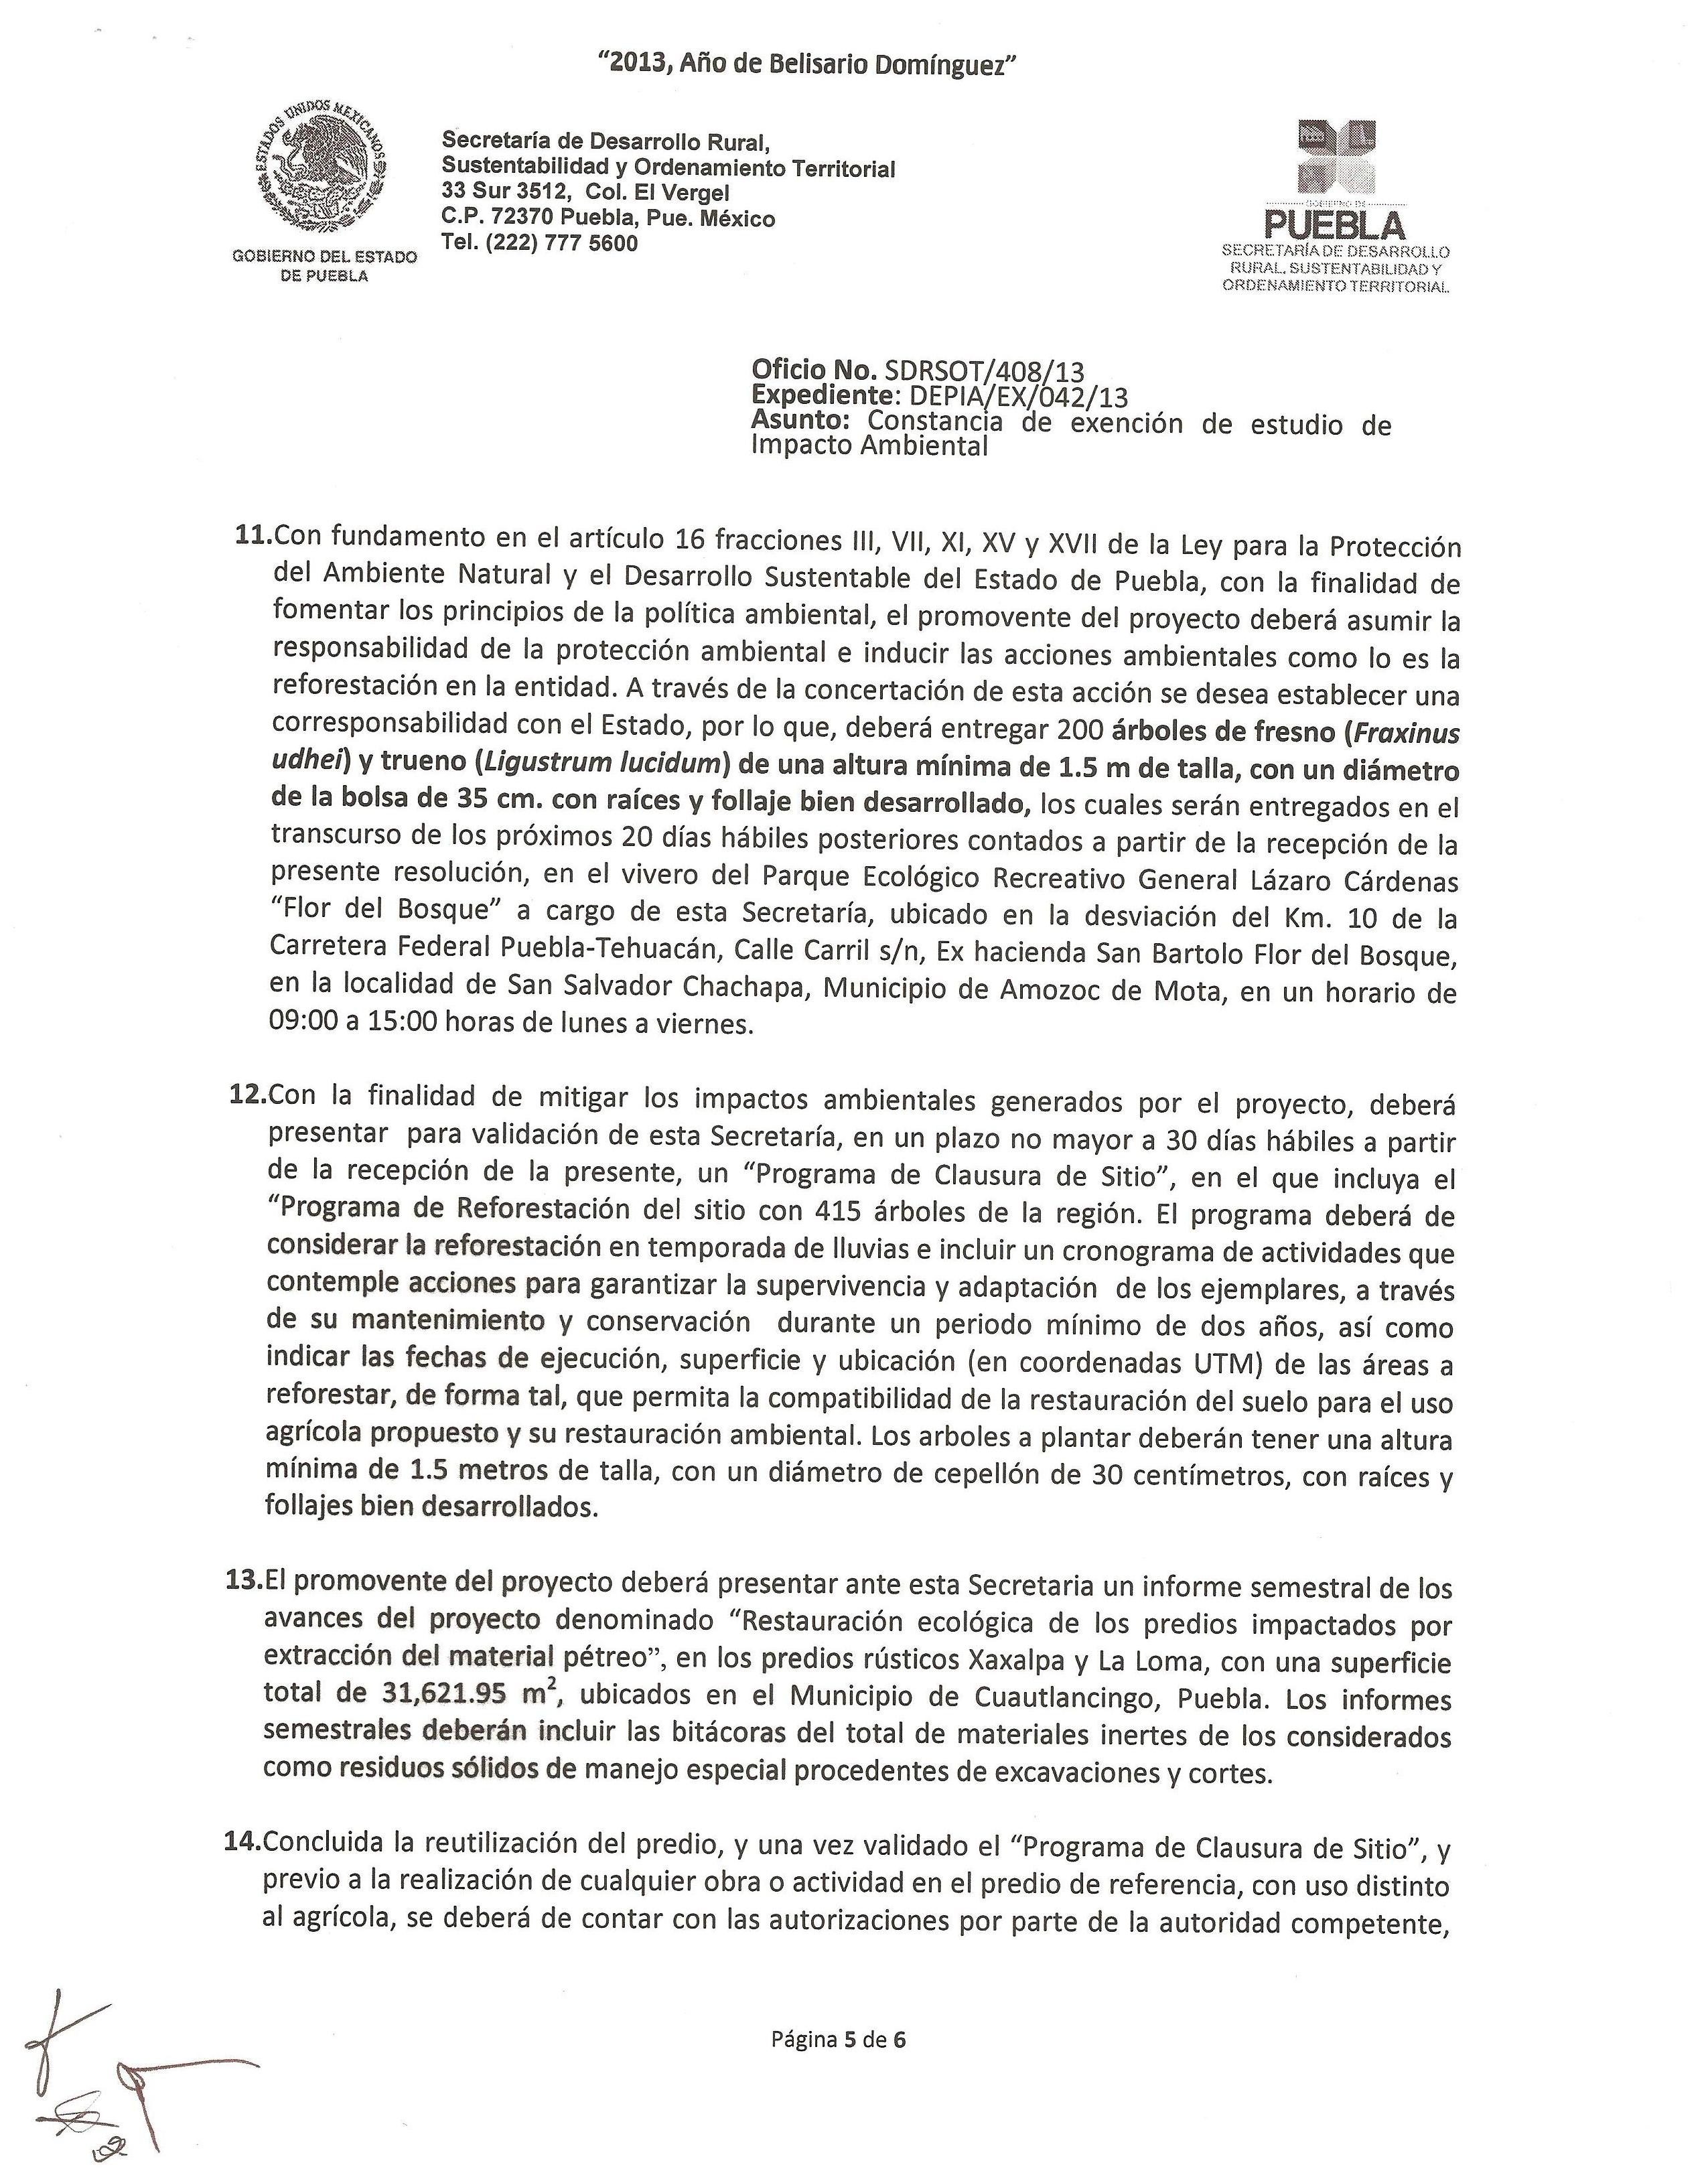 “2013, Año de Belisario Domínguez”
ESTADOS UNIDOS MEXICANOS
GOBIERNO DEL ESTADO
DE PUEBLA
Secretaría de Desarrollo Rural,
Sustentabilidad y Ordenamiento Territorial
33 Sur 3512, Col. El Vergel
C.P. 72370 Puebla, Pue. México
Tel. (222) 777 5600
GOBIERNO DE
PUEBLA
SECRETARÍA DE DESARROLLO
RURAL, SUSTENTABILIDAD Y
ORDENAMIENTO TERRITORIAL
Oficio No. SDRSOT/408/13
Expediente: DEPIA/EX/042/13
Asunto: Constancia de exención de estudio de
Impacto Ambiental
11.Con fundamento en el artículo 16 fracciones III, VII, XI, XV y XVII de la Ley para la Protección
del Ambiente Natural y el Desarrollo Sustentable del Estado de Puebla, con la finalidad de
fomentar los principios de la política ambiental, el promovente del proyecto deberá asumir la
responsabilidad de la protección ambiental e inducir las acciones ambientales como lo es la
reforestación en la entidad. A través de la concertación de esta acción se desea establecer una
corresponsabilidad con el Estado, por lo que, deberá entregar 200 árboles de fresno (Fraxinus
udhei) y trueno (Ligustrum lucidum) de una altura mínima de 1.5 m de talla, con un diámetro
de la bolsa de 35 cm. con raíces y follaje bien desarrollado, los cuales serán entregados en el
transcurso de los próximos 20 días hábiles posteriores contados a partir de la recepción de la
presente resolución, en el vivero del Parque Ecológico Recreativo General Lázaro Cárdenas
“Flor del Bosque” a cargo de esta Secretaría, ubicado en la desviación del Km. 10 de la
Carretera Federal Puebla-Tehuacán, Calle Carril s/n, Ex hacienda San Bartolo Flor del Bosque,
en la localidad de San Salvador Chachapa, Municipio de Amozoc de Mota, en un horario de
09:00 a 15:00 horas de lunes a viernes.
12.Con la finalidad de mitigar los impactos ambientales generados por el proyecto, deberá
presentar para validación de esta Secretaría, en un plazo no mayor a 30 días hábiles a partir
de la recepción de la presente, un “Programa de Clausura de Sitio”, en el que incluya el
“Programa de Reforestación del sitio con 415 árboles de la región. El programa deberá de
considerar la reforestación en temporada de lluvias e incluir un cronograma de actividades que
contemple acciones para garantizar la supervivencia y adaptación de los ejemplares, a través
de su mantenimiento y conservación durante un periodo mínimo de dos años, así como
indicar las fechas de ejecución, superficie y ubicación (en coordenadas UTM) de las áreas a
reforestar, de forma tal, que permita la compatibilidad de la restauración del suelo para el uso
agrícola propuesto y su restauración ambiental. Los arboles a plantar deberán tener una altura
mínima de 1.5 metros de talla, con un diámetro de cepellón de 30 centímetros, con raíces y
follajes bien desarrollados.
13.El promovente del proyecto deberá presentar ante esta Secretaria un informe semestral de los
avances del proyecto denominado “Restauración ecológica de los predios impactados por
extracción del material pétreo”, en los predios rústicos Xaxalpa y La Loma, con una superficie
total de 31,621.95 m², ubicados en el Municipio de Cuautlancingo, Puebla. Los informes
semestrales deberán incluir las bitácoras del total de materiales inertes de los considerados
como residuos sólidos de manejo especial procedentes de excavaciones y cortes.
14.Concluida la reutilización del predio, y una vez validado el “Programa de Clausura de Sitio”, y
previo a la realización de cualquier obra o actividad en el predio de referencia, con uso distinto
al agrícola, se deberá de contar con las autorizaciones por parte de la autoridad competente,
Página 5 de 6